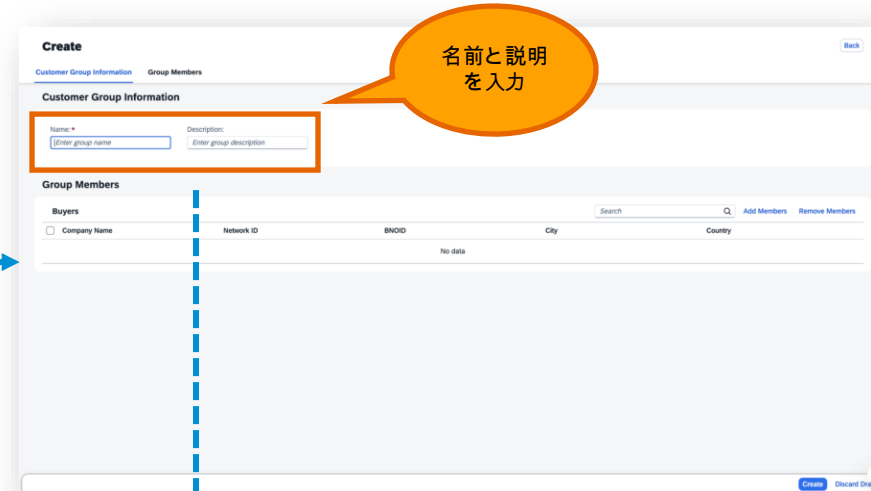 Create
Back
Customer Group Information Group Members
Customer Group Information
名前と説明
を入力
Name:* Description:
Enter group name Enter group description
Group Members
Buyers Search Add Members Remove Members
Company Name Network ID BNOID City Country
No data
Create Discard Dra